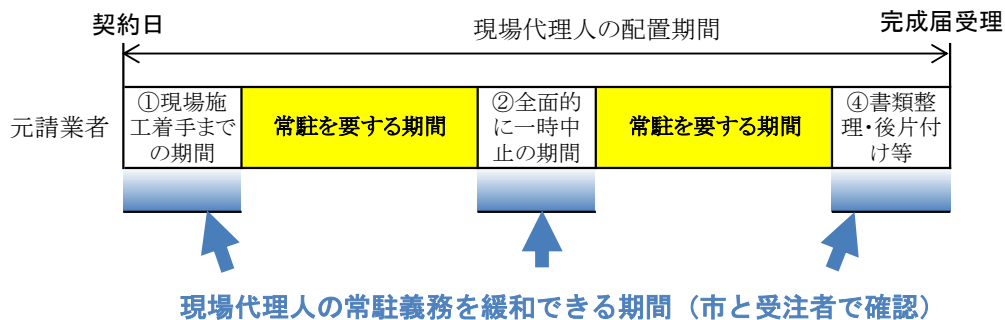 契約日
現場代理人の配置期間
完成届受理
元請業者
①現場施
工着手まで
の期間
常駐を要する期間
②全面的
に一時中
止の期間
常駐を要する期間
④書類整
理・後片付
け等
現場代理人の常駐義務を緩和できる期間（市と受注者で確認）